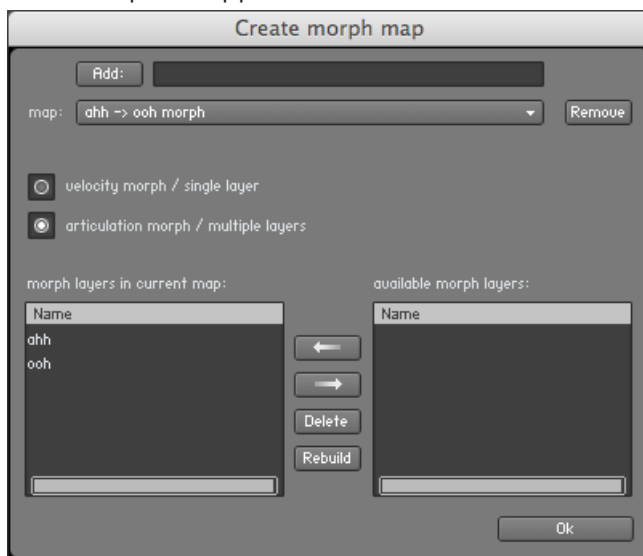 Create morph map
Add:
map: ahh -> ooh morph Remove
velocity morph / single layer
articulation morph / multiple layers
morph layers in current map: available morph layers:
Name Name
ahh
ooh
Delete
Rebuild
Ok